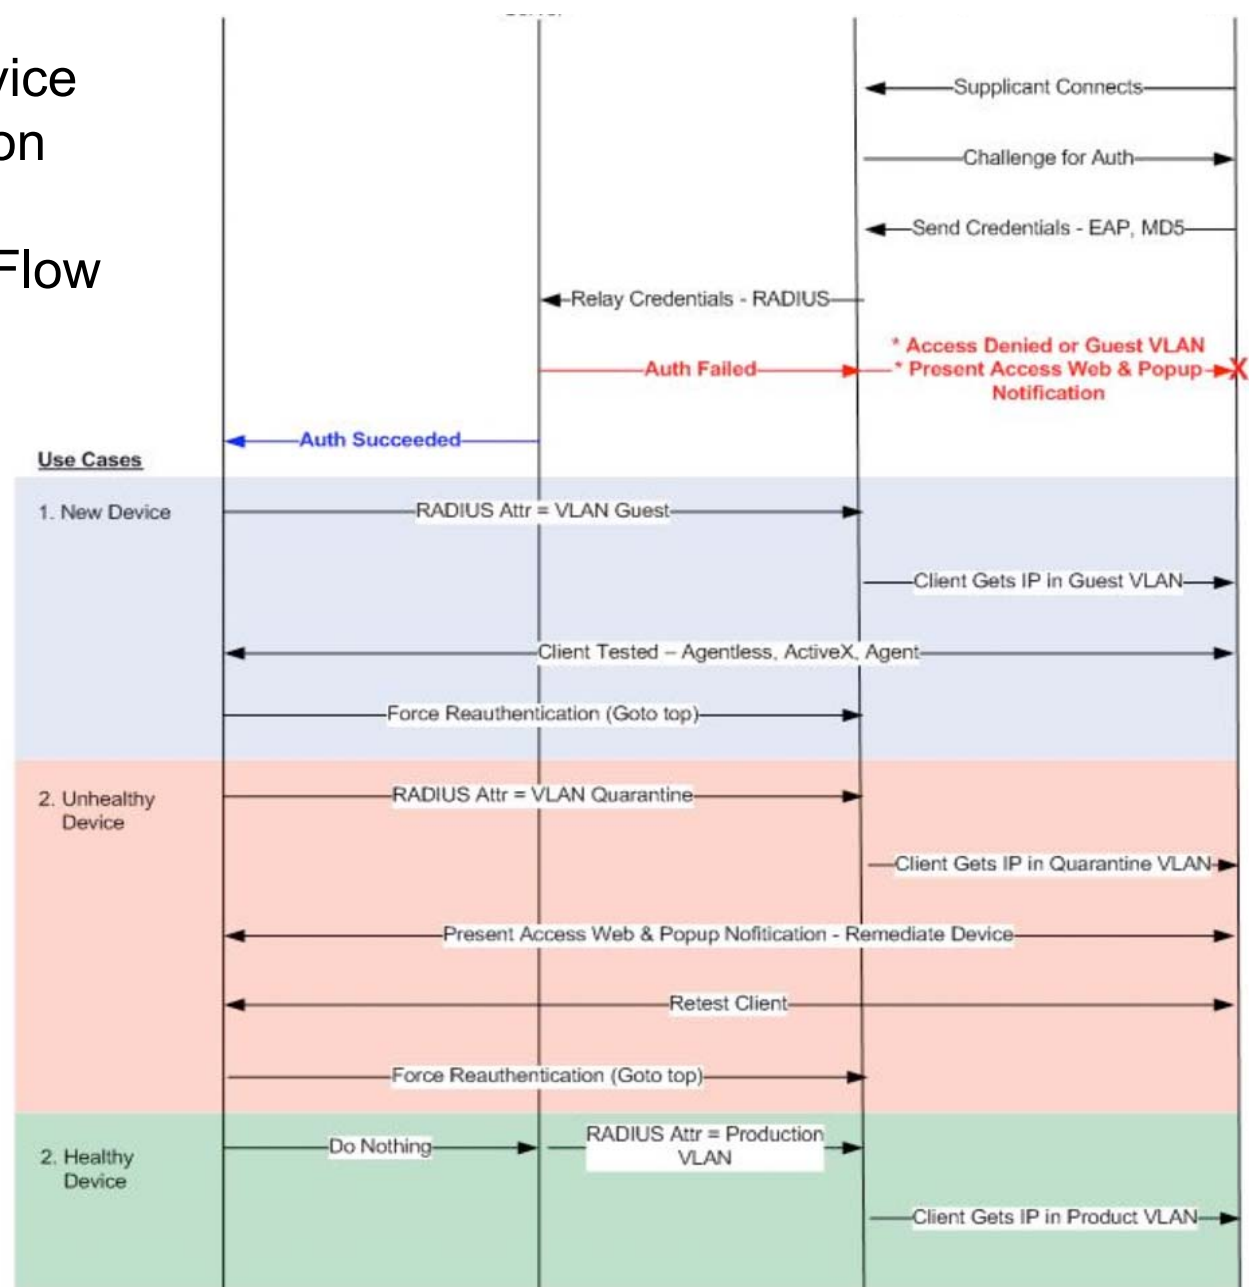 Supplicant Connects
Challenge for Auth
Send Credentials - EAP, MD5
Flow
Relay Credentials - RADIUS
* Access Denied or Guest VLAN
Auth Failed
* Present Access Web & Popup
Notification
Auth Succeeded
Use Cases
1. New Device
RADIUS Attr = VLAN Guest
Client Gets IP in Guest VLAN
Client Tested – Agentless, ActiveX, Agent
Force Reauthentication (Goto top)
2. Unhealthy
Device
RADIUS Attr = VLAN Quarantine
Client Gets IP in Quarantine VLAN
Present Access Web & Popup Nofitication - Remediate Device
Retest Client
Force Reauthentication (Goto top)
2. Healthy
Device
Do Nothing
RADIUS Attr = Production
VLAN
Client Gets IP in Product VLAN